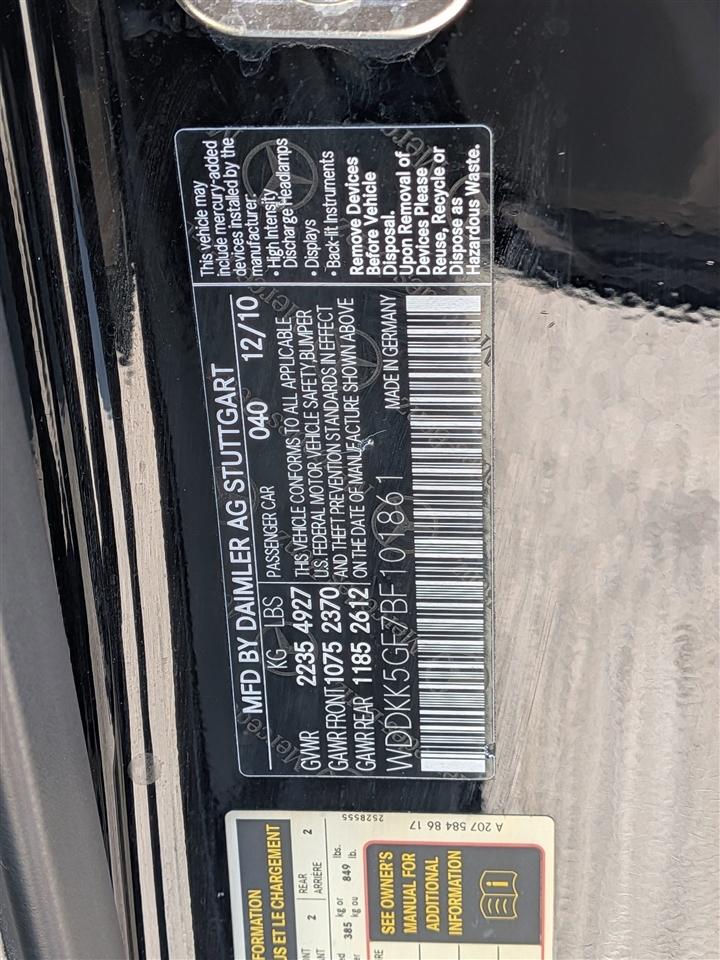 MFD BY DAIMLER AG STUTTGART
040 12/10
KG LBS PASSENGER CAR
GVWR 2235 4927
GAWR FRONT 1075 2370
GAWR REAR 1185 2612
THIS VEHICLE CONFORMS TO ALL APPLICABLE
U.S. FEDERAL MOTOR VEHICLE SAFETY, BUMPER
AND THEFT PREVENTION STANDARDS IN EFFECT
ON THE DATE OF MANUFACTURE SHOWN ABOVE
WDDKK5GF7BF101861 MADE IN GERMANY
This vehicle may
include mercury-added
devices installed by the
manufacturer:
• High Intensity
Discharge Headlamps
• Displays
• Back-lit Instruments
Remove Devices
Before Vehicle
Disposal.
Upon Removal of
Devices Please
Reuse, Recycle or
Dispose as
Hazardous Waste.
2528555
US ET LE CHARGEMENT
2 REAR 2
ARRIÈRE
385 kg or 849 lbs.
kg ou lb.
SEE OWNER'S
MANUAL FOR
ADDITIONAL
INFORMATION
A 207 584 86 17